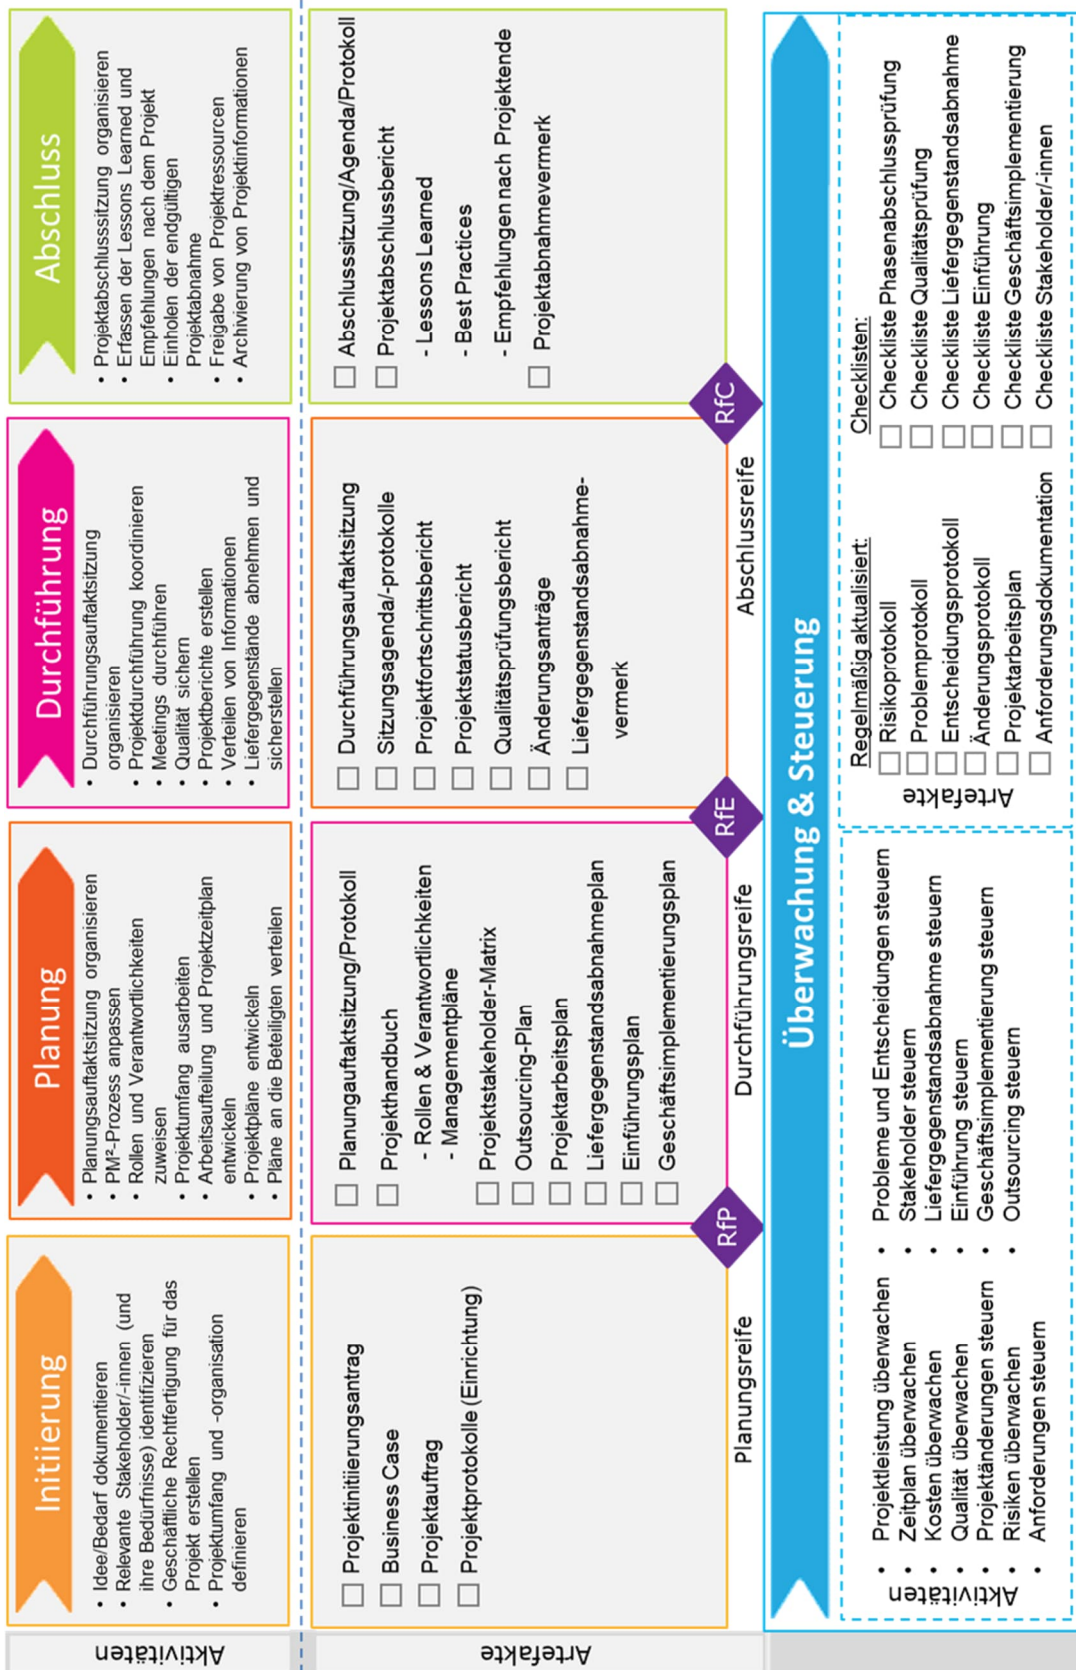 Initiierung
Planung
Durchführung
Abschluss
Aktivitäten
• Idee/Bedarf dokumentieren
• Relevante Stakeholder/-innen (und
ihre Bedürfnisse) identifizieren
• Geschäftliche Rechtfertigung für das
Projekt erstellen
• Projektumfang und -organisation
definieren
• Planungsauftaktsitzung organisieren
• PM²-Prozess anpassen
• Rollen und Verantwortlichkeiten
zuweisen
• Projektumfang ausarbeiten
• Arbeitsaufteilung und Projektzeitplan
entwickeln
• Projektpläne entwickeln
• Pläne an die Beteiligten verteilen
• Durchführungsauftaktsitzung
organisieren
• Projektdurchführung koordinieren
• Meetings durchführen
• Qualität sichern
• Projektberichte erstellen
• Verteilen von Informationen
• Liefergegenstände abnehmen und
sicherstellen
• Projektabschlusssitzung organisieren
• Erfassen der Lessons Learned und
Empfehlungen nach dem Projekt
• Einholen der endgültigen
Projektabnahme
• Freigabe von Projektressourcen
• Archivierung von Projektinformationen
Artefakte
Projektinitiierungsantrag
Business Case
Projektauftrag
Projektprotokolle (Einrichtung)
Planungauftaktsitzung/Protokoll
Projekthandbuch
- Rollen & Verantwortlichkeiten
- Managementpläne
Projektstakeholder-Matrix
Outsourcing-Plan
Projektarbeitsplan
Liefergegenstandsabnahmeplan
Einführungsplan
Geschäftsimplementierungsplan
Durchführungsauftaktsitzung
Sitzungsagenda/-protokolle
Projektfortschrittsbericht
Projektstatusbericht
Qualitätsprüfungsbericht
Änderungsanträge
Liefergegenstandsabnahme-
vermerk
Abschlusssitzung/Agenda/Protokoll
Projektabschlussbericht
- Lessons Learned
- Best Practices
- Empfehlungen nach Projektende
Projektabnahmevermerk
RfP
RfE
RfC
Planungsreife
Durchführungsreife
Abschlussreife
Überwachung & Steuerung
Aktivitäten
• Projektleistung überwachen
• Zeitplan überwachen
• Kosten überwachen
• Qualität überwachen
• Projektänderungen steuern
• Risiken überwachen
• Anforderungen steuern
• Probleme und Entscheidungen steuern
• Stakeholder steuern
• Liefergegenstandsabnahme steuern
• Einführung steuern
• Geschäftsimplementierung steuern
• Outsourcing steuern
Artefakte
Regelmäßig aktualisiert:
Risikoprotokoll
Problemprotokoll
Entscheidungsprotokoll
Änderungsprotokoll
Projektarbeitsplan
Anforderungsdokumentation
Checklisten:
Checkliste Phasenabschlussprüfung
Checkliste Qualitätsprüfung
Checkliste Liefergegenstandsabnahme
Checkliste Einführung
Checkliste Geschäftsimplementierung
Checkliste Stakeholder/-innen